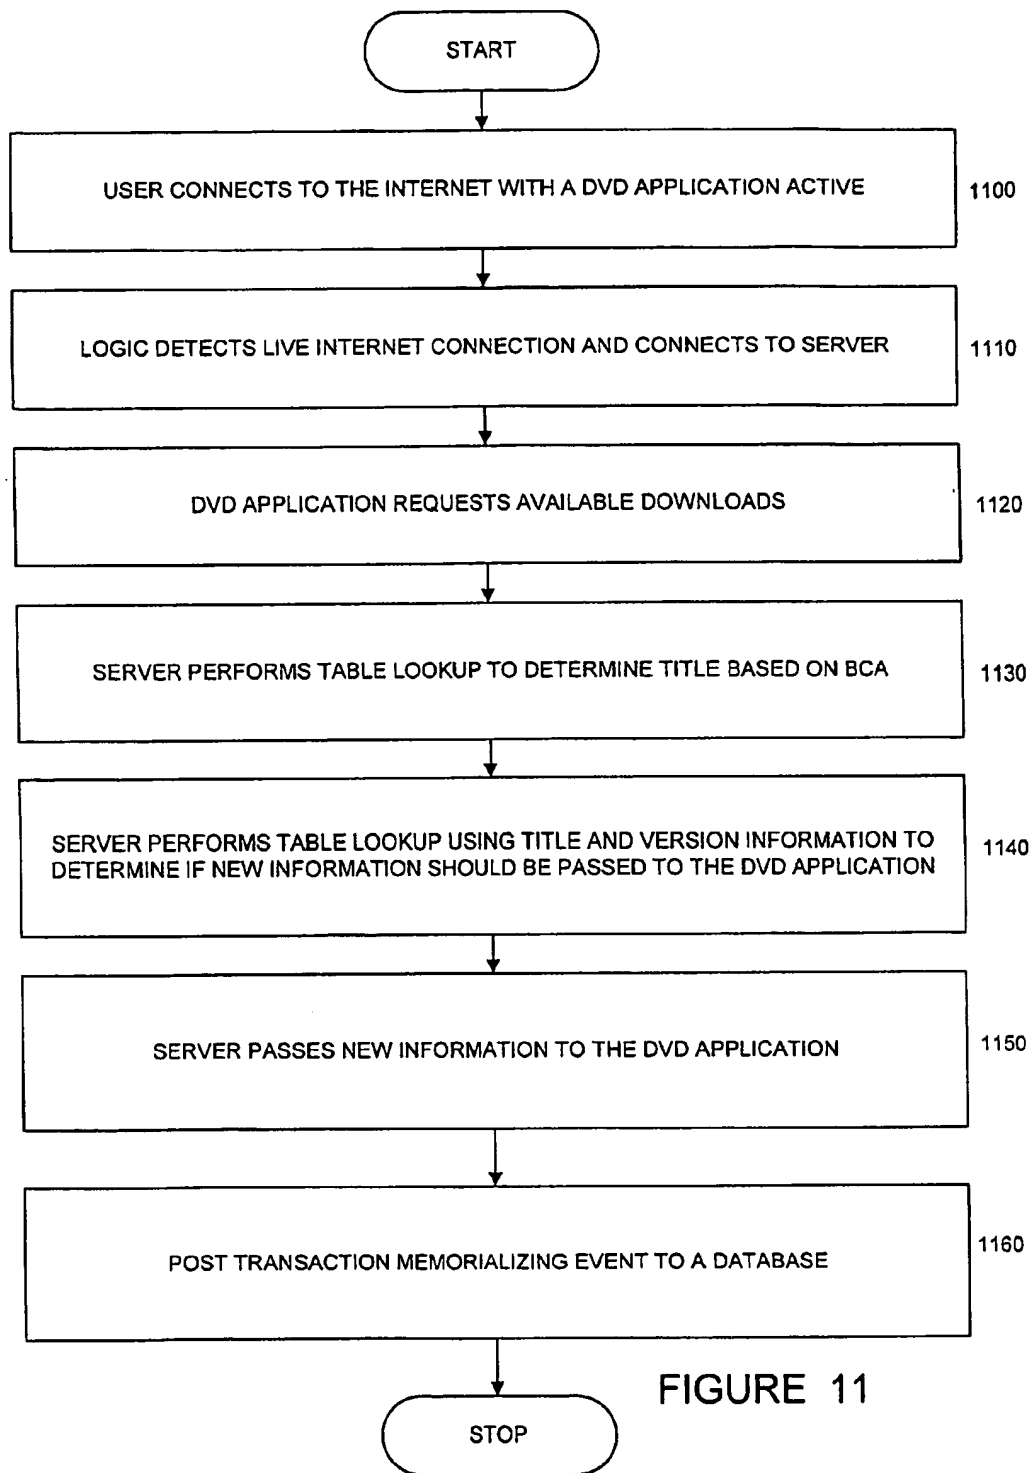 START
USER CONNECTS TO THE INTERNET WITH A DVD APPLICATION ACTIVE
1100
LOGIC DETECTS LIVE INTERNET CONNECTION AND CONNECTS TO SERVER
1110
DVD APPLICATION REQUESTS AVAILABLE DOWNLOADS
1120
SERVER PERFORMS TABLE LOOKUP TO DETERMINE TITLE BASED ON BCA
1130
SERVER PERFORMS TABLE LOOKUP USING TITLE AND VERSION INFORMATION TO
DETERMINE IF NEW INFORMATION SHOULD BE PASSED TO THE DVD APPLICATION
1140
SERVER PASSES NEW INFORMATION TO THE DVD APPLICATION
1150
POST TRANSACTION MEMORIALIZING EVENT TO A DATABASE
1160
FIGURE 11
STOP